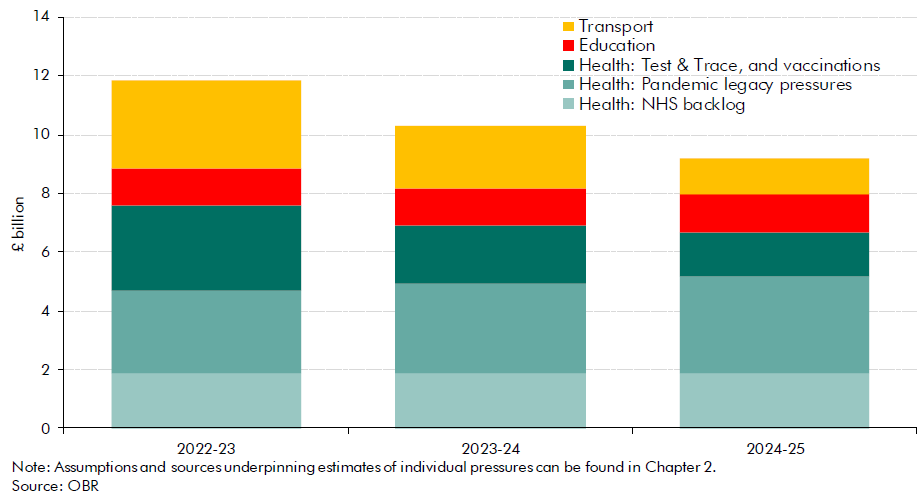 14
12
10
8
6
4
2
0
£ billion
Transport
Education
Health: Test & Trace, and vaccinations
Health: Pandemic legacy pressures
Health: NHS backlog
2022-23 2023-24 2024-25
Note: Assumptions and sources underpinning estimates of individual pressures can be found in Chapter 2.
Source: OBR